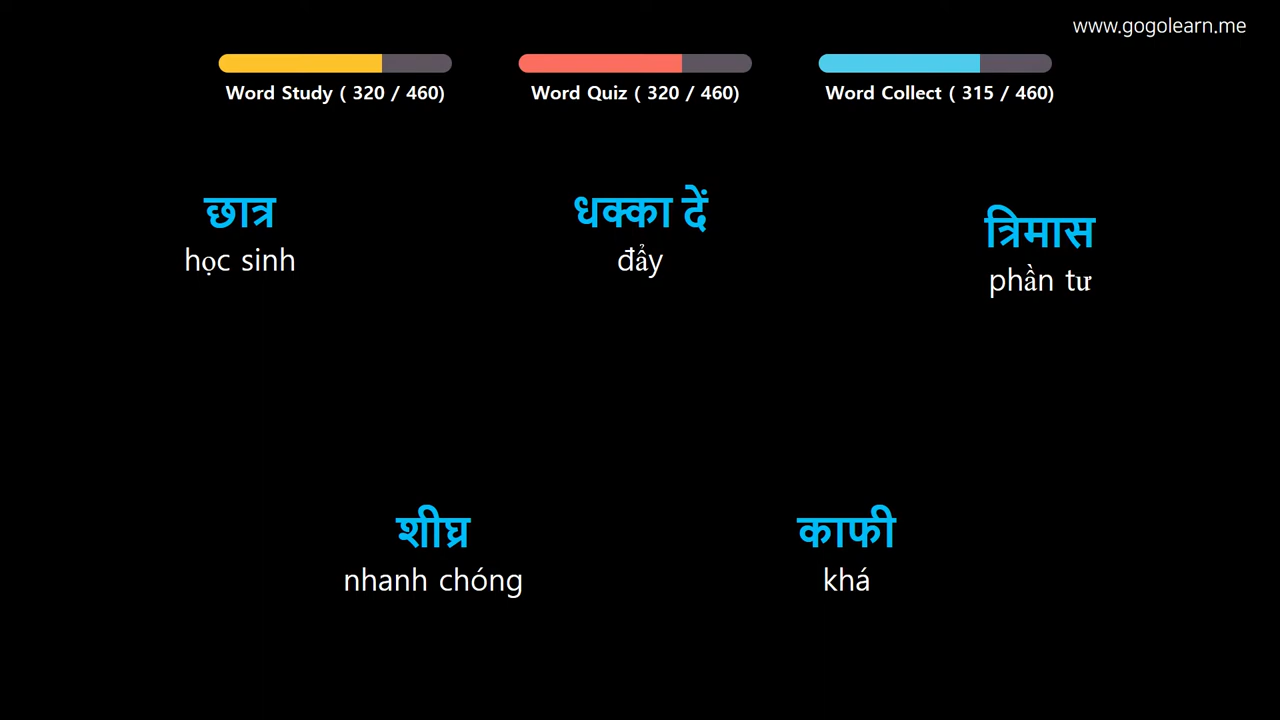 www.gogolearn.me
Word Study ( 320 / 460)
Word Quiz ( 320 / 460)
Word Collect ( 315 / 460)
छात्र
học sinh
धक्का दें
đẩy
त्रिमास
phần tư
शीघ्र
nhanh chóng
काफी
khá